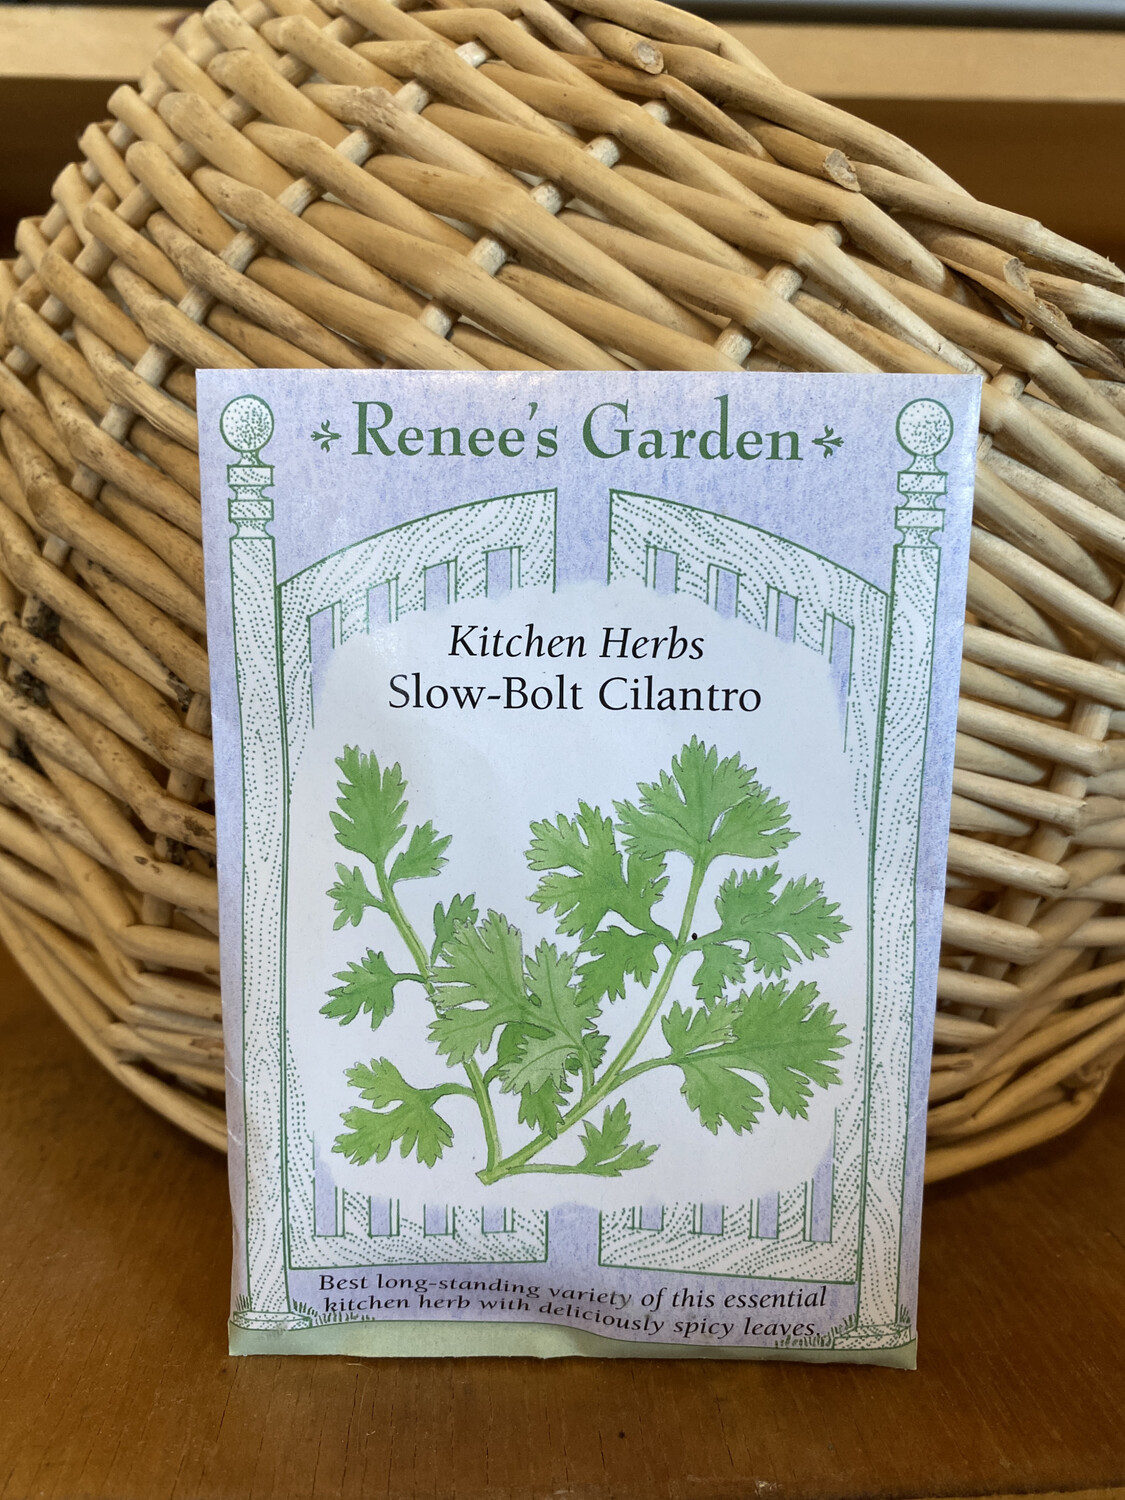 Renee's Garden
Kitchen Herbs
Slow-Bolt Cilantro
Best long-standing variety of this essential
kitchen herb with deliciously spicy leaves.